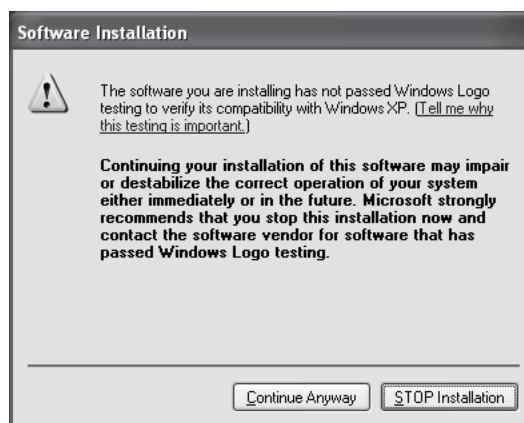 Software Installation
The software you are installing has not passed Windows Logo
testing to verify its compatibility with Windows XP. (Tell me why
this testing is important.)
Continuing your installation of this software may impair
or destabilize the correct operation of your system
either immediately or in the future. Microsoft strongly
recommends that you stop this installation now and
contact the software vendor for software that has
passed Windows Logo testing.
Continue Anyway STOP Installation